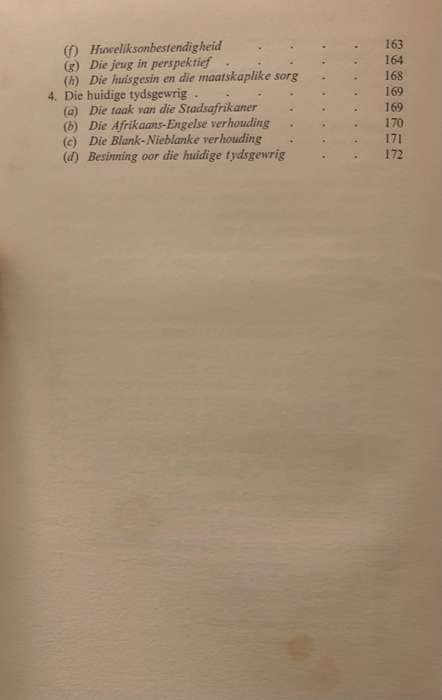 (f) Huweliksonbestendigheid . . . . 163
(g) Die jeug in perspektief . . . . . 164
(h) Die huisgesin en die maatskaplike sorg . . 168
4. Die huidige tydsgewrig . . . . . . 169
(a) Die taak van die Stadsafrikaner . . . 169
(b) Die Afrikaans-Engelse verhouding . . . 170
(c) Die Blank-Nieblanke verhouding . . . 171
(d) Besinning oor die huidige tydsgewrig . . 172